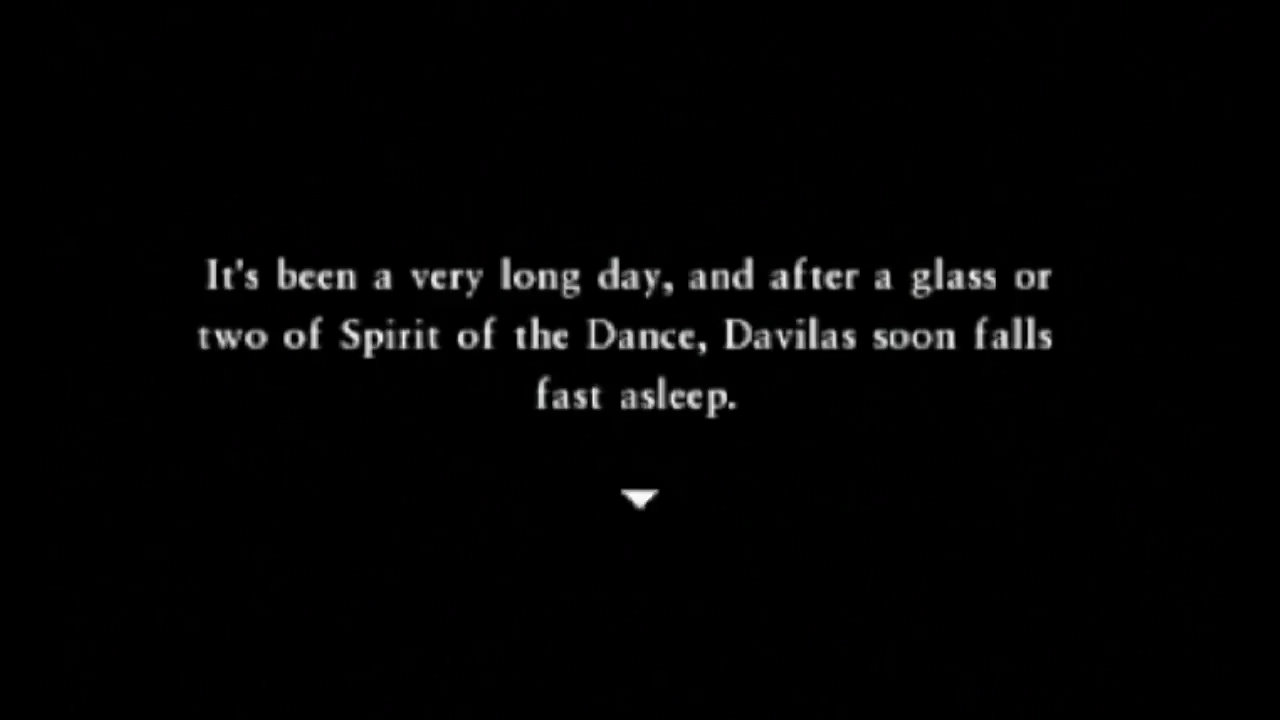 It's been a very long day, and after a glass or
two of Spirit of the Dance, Davilas soon falls
fast asleep.